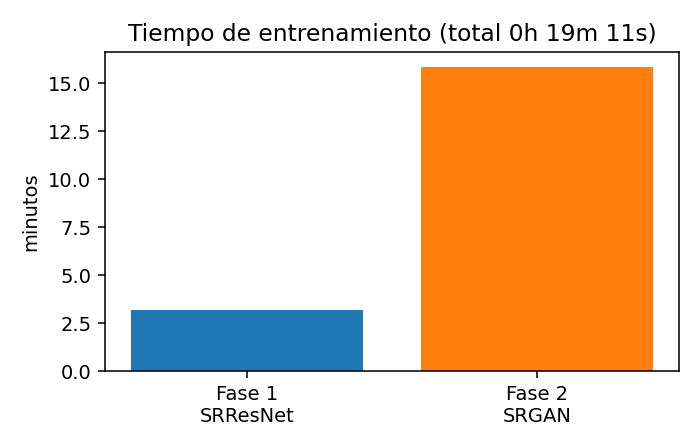 Tiempo de entrenamiento (total 0h 19m 11s)
minutos
15.0
12.5
10.0
7.5
5.0
2.5
0.0
Fase 1
SRResNet
Fase 2
SRGAN